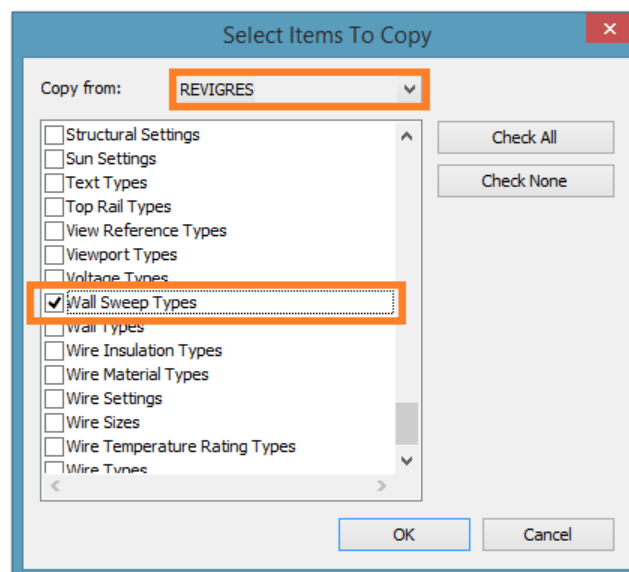 Select Items To Copy
Copy from: REVIGRES
Structural Settings
Check All
Sun Settings
Text Types
Check None
Top Rail Types
View Reference Types
Viewport Types
Voltage Types
Wall Sweep Types
Wall Types
Wire Insulation Types
Wire Material Types
Wire Settings
Wire Sizes
Wire Temperature Rating Types
Wire Types
OK
Cancel